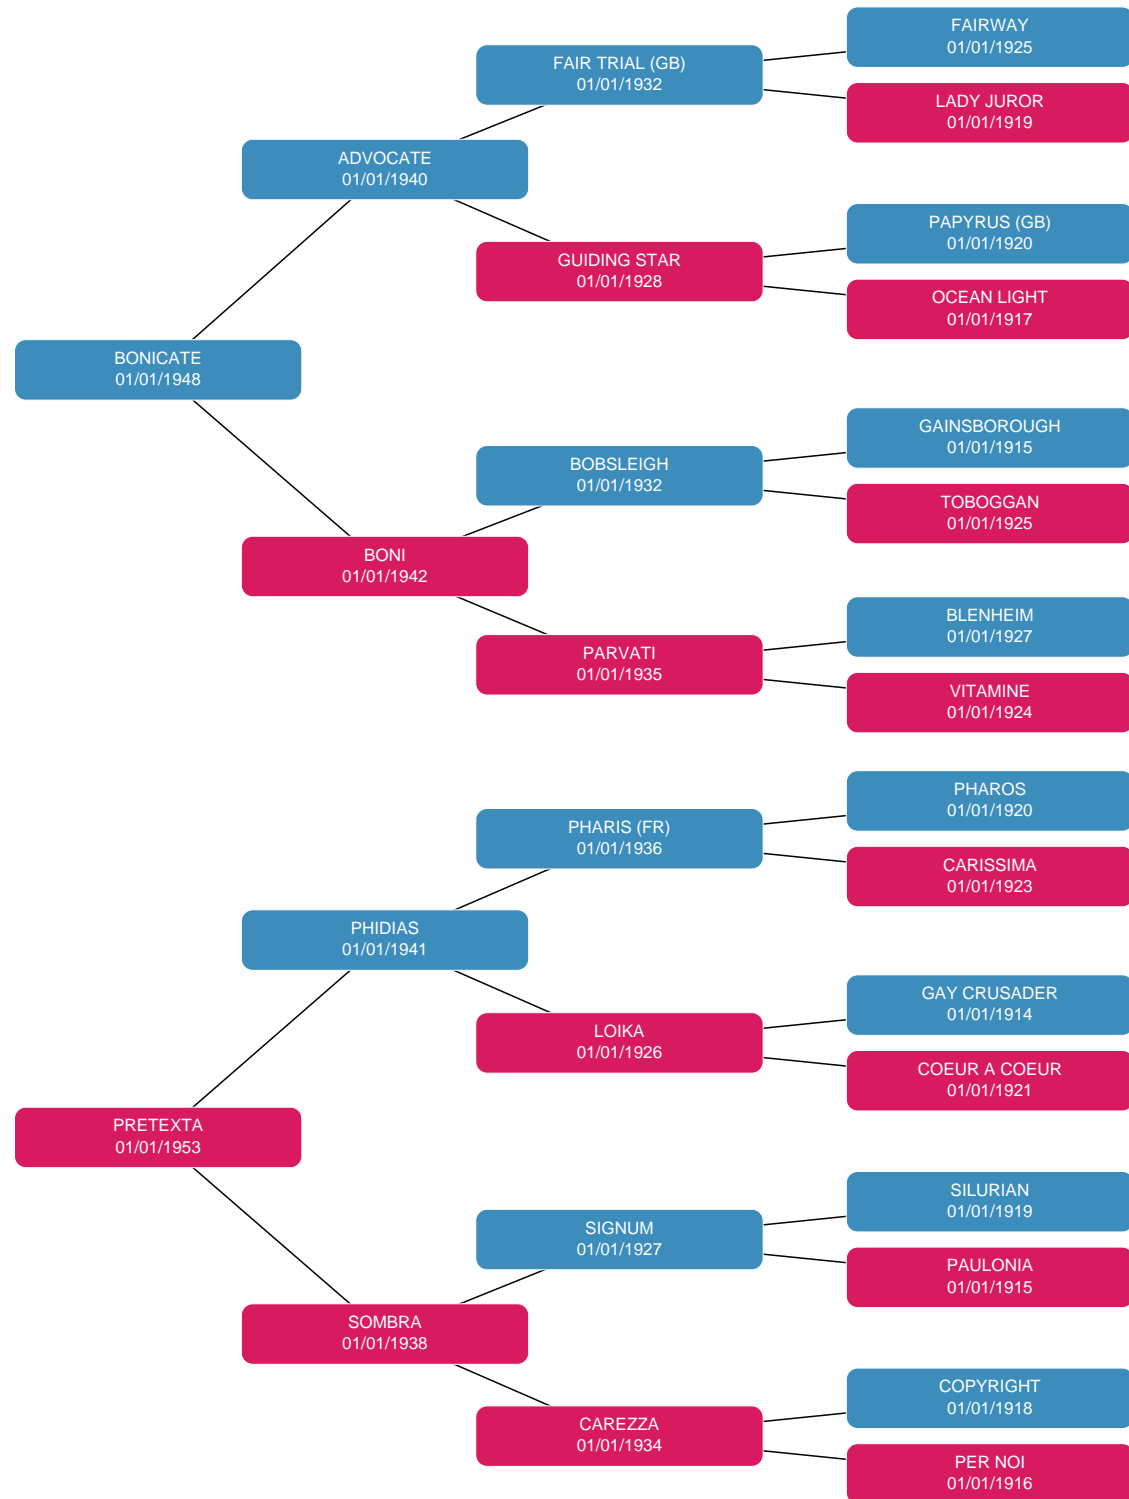 FAIRWAY
01/01/1925
FAIR TRIAL (GB)
01/01/1932
LADY JUROR
01/01/1919
ADVOCATE
01/01/1940
PAPYRUS (GB)
01/01/1920
GUIDING STAR
01/01/1928
OCEAN LIGHT
01/01/1917
BONICATE
01/01/1948
GAINSBOROUGH
01/01/1915
BOBSLEIGH
01/01/1932
TOBOGGAN
01/01/1925
BONI
01/01/1942
BLENHEIM
01/01/1927
PARVATI
01/01/1935
VITAMINE
01/01/1924
PHAROS
01/01/1920
PHARIS (FR)
01/01/1936
CARISSIMA
01/01/1923
PHIDIAS
01/01/1941
GAY CRUSADER
01/01/1914
LOIKA
01/01/1926
COEUR A COEUR
01/01/1921
PRETEXTA
01/01/1953
SILURIAN
01/01/1919
SIGNUM
01/01/1927
PAULONIA
01/01/1915
SOMBRA
01/01/1938
COPYRIGHT
01/01/1918
CAREZZA
01/01/1934
PER NOI
01/01/1916